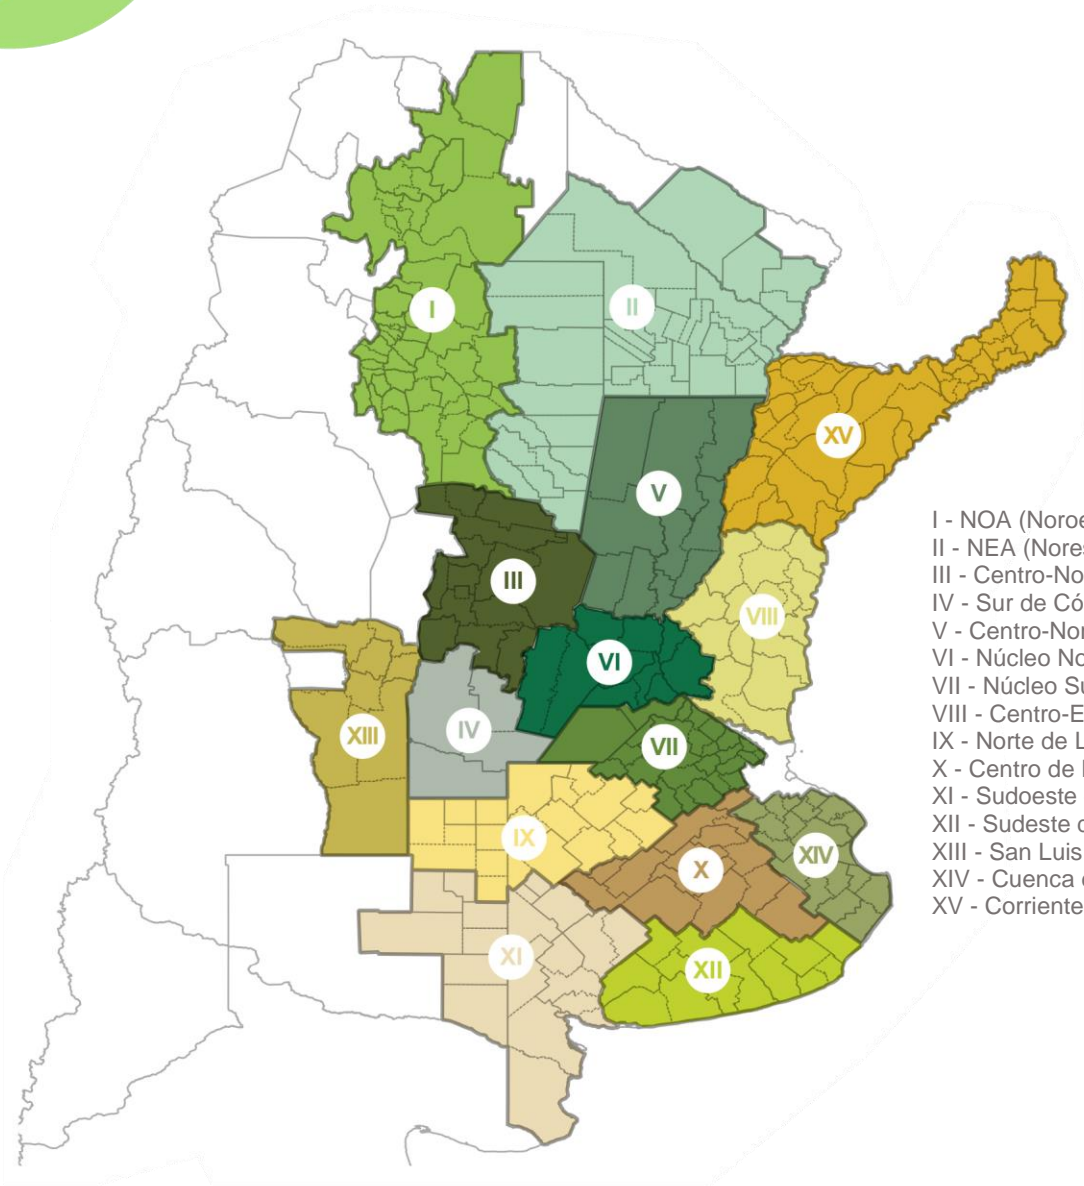 I
II
XV
V
III
VIII
VI
IV
XIII
VII
IX
XIV
X
XI
XII
I - NOA (Noroe
II - NEA (Nores
III - Centro-No
IV - Sur de Có
V - Centro-Nor
VI - Núcleo No
VII - Núcleo Su
VIII - Centro-E
IX - Norte de L
X - Centro de
XI - Sudoeste
XII - Sudeste
XIII - San Luis
XIV - Cuenca
XV - Corriente